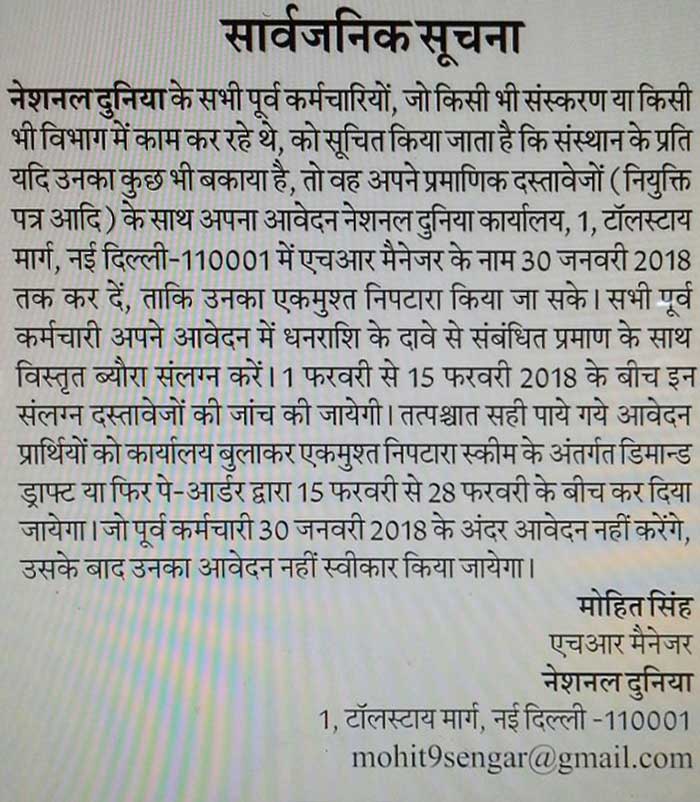 सार्वजनिक सूचना
नेशनल दुनिया के सभी पूर्व कर्मचारियों, जो किसी भी संस्करण या किसी
भी विभाग में काम कर रहे थे, को सूचित किया जाता है कि संस्थान के प्रति
यदि उनका कुछ भी बकाया है, तो वह अपने प्रमाणिक दस्तावेजों ( नियुक्ति
पत्र आदि ) के साथ अपना आवेदन नेशनल दुनिया कार्यालय, 1, टॉलस्टाय
मार्ग, नई दिल्ली-110001 में एचआर मैनेजर के नाम 30 जनवरी 2018
तक कर दें, ताकि उनका एकमुश्त निपटारा किया जा सके। सभी पूर्व
कर्मचारी अपने आवेदन में धनराशि के दावे से संबंधित प्रमाण के साथ
विस्तृत ब्यौरा संलग्न करें। 1 फरवरी से 15 फरवरी 2018 के बीच इन
संलग्न दस्तावेजों की जांच की जायेगी। तत्पश्चात सही पाये गये आवेदन
प्रार्थियों को कार्यालय बुलाकर एकमुश्त निपटारा स्कीम के अंतर्गत डिमान्ड
ड्राफ्ट या फिर पे-आर्डर द्वारा 15 फरवरी से 28 फरवरी के बीच कर दिया
जायेगा। जो पूर्व कर्मचारी 30 जनवरी 2018 के अंदर आवेदन नहीं करेंगे,
उसके बाद उनका आवेदन नहीं स्वीकार किया जायेगा।
मोहित सिंह
एचआर मैनेजर
नेशनल दुनिया
1, टॉलस्टाय मार्ग, नई दिल्ली -110001
mohit9sengar@gmail.com